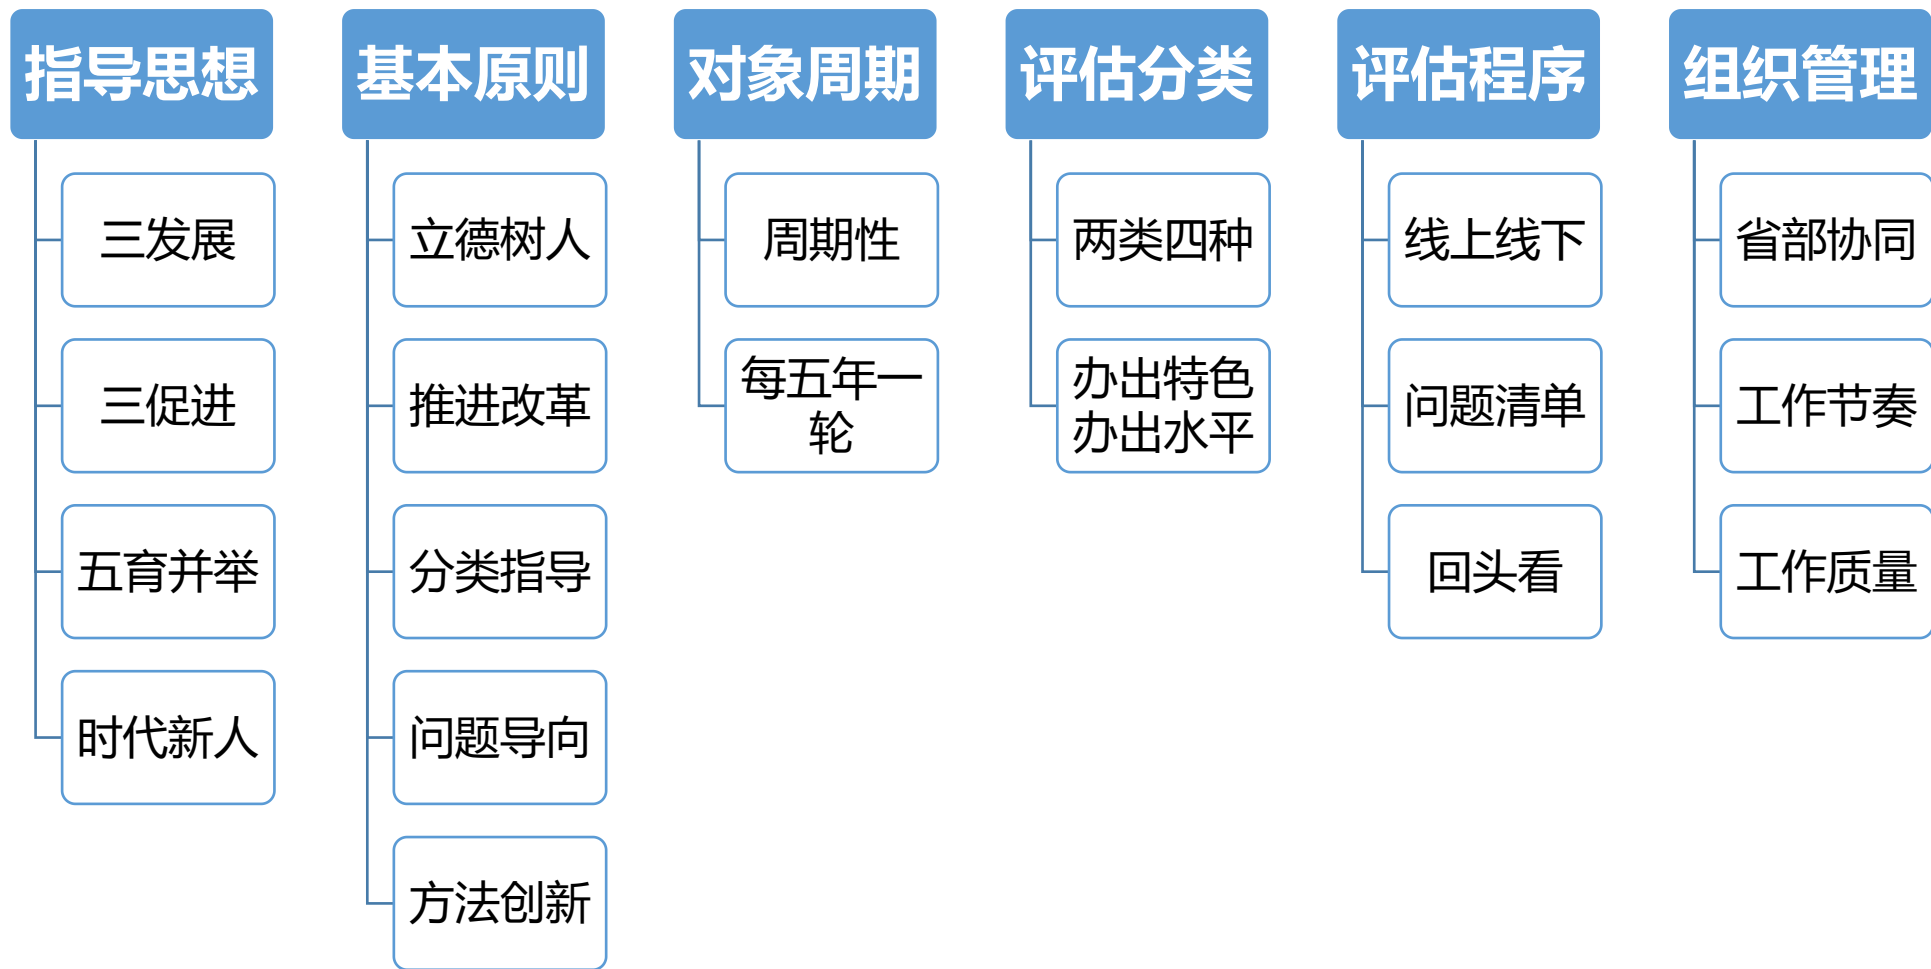 指导思想
三发展
三促进
五育并举
时代新人
基本原则
立德树人
推进改革
分类指导
问题导向
方法创新
对象周期
周期性
每五年一
轮
评估分类
两类四种
办出特色
办出水平
评估程序
线上线下
问题清单
回头看
组织管理
省部协同
工作节奏
工作质量